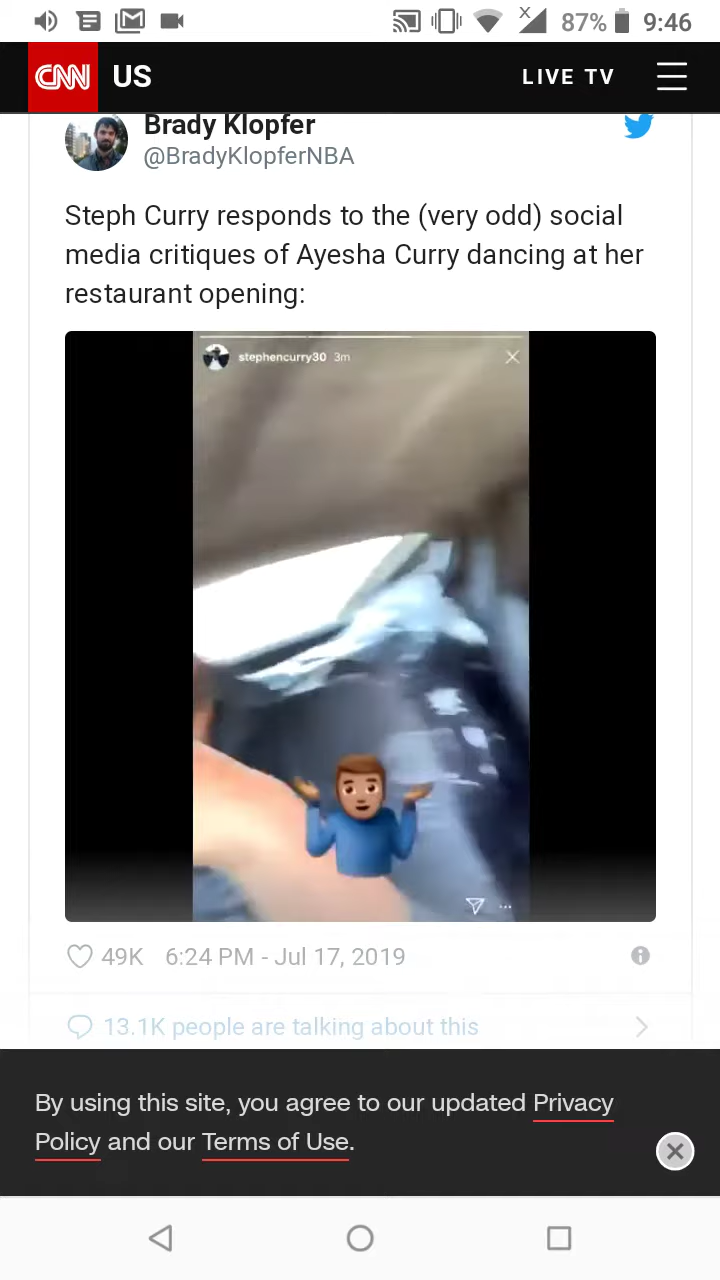 87% 9:46
CNN US LIVE TV
Brady Klopfer
@BradyKlopferNBA
Steph Curry responds to the (very odd) social
media critiques of Ayesha Curry dancing at her
restaurant opening:
stephencurry30 3m
49K 6:24 PM - Jul 17, 2019
13.1K people are talking about this
By using this site, you agree to our updated Privacy
Policy and our Terms of Use.